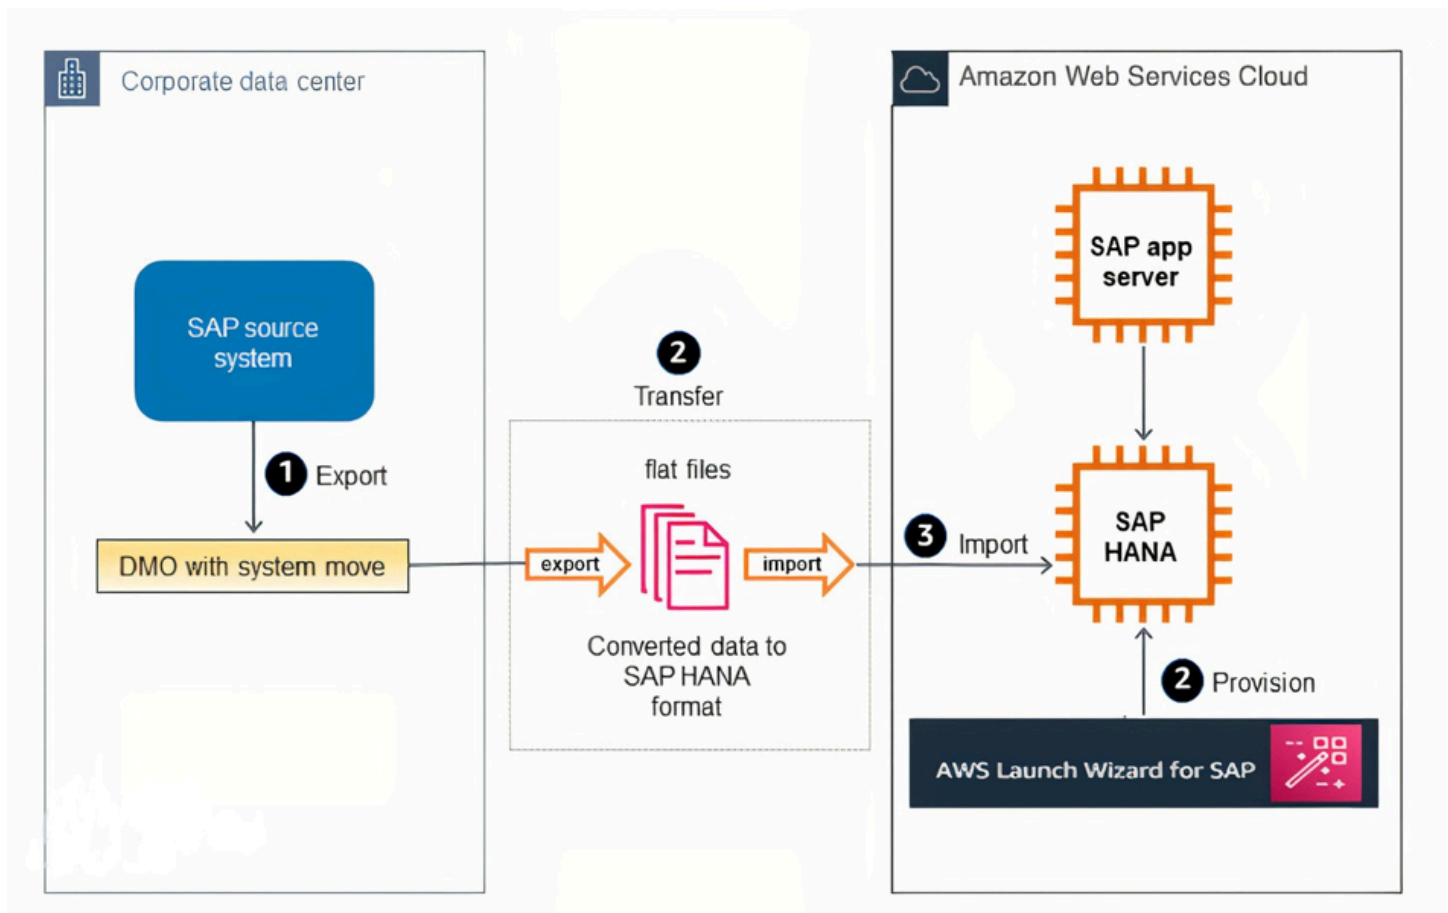 Corporate data center
Amazon Web Services Cloud
SAP app
server
SAP source
system
2
Transfer
1 Export
flat files
DMO with system move
export
import
3 Import
SAP
HANA
Converted data to
SAP HANA
format
2 Provision
AWS Launch Wizard for SAP